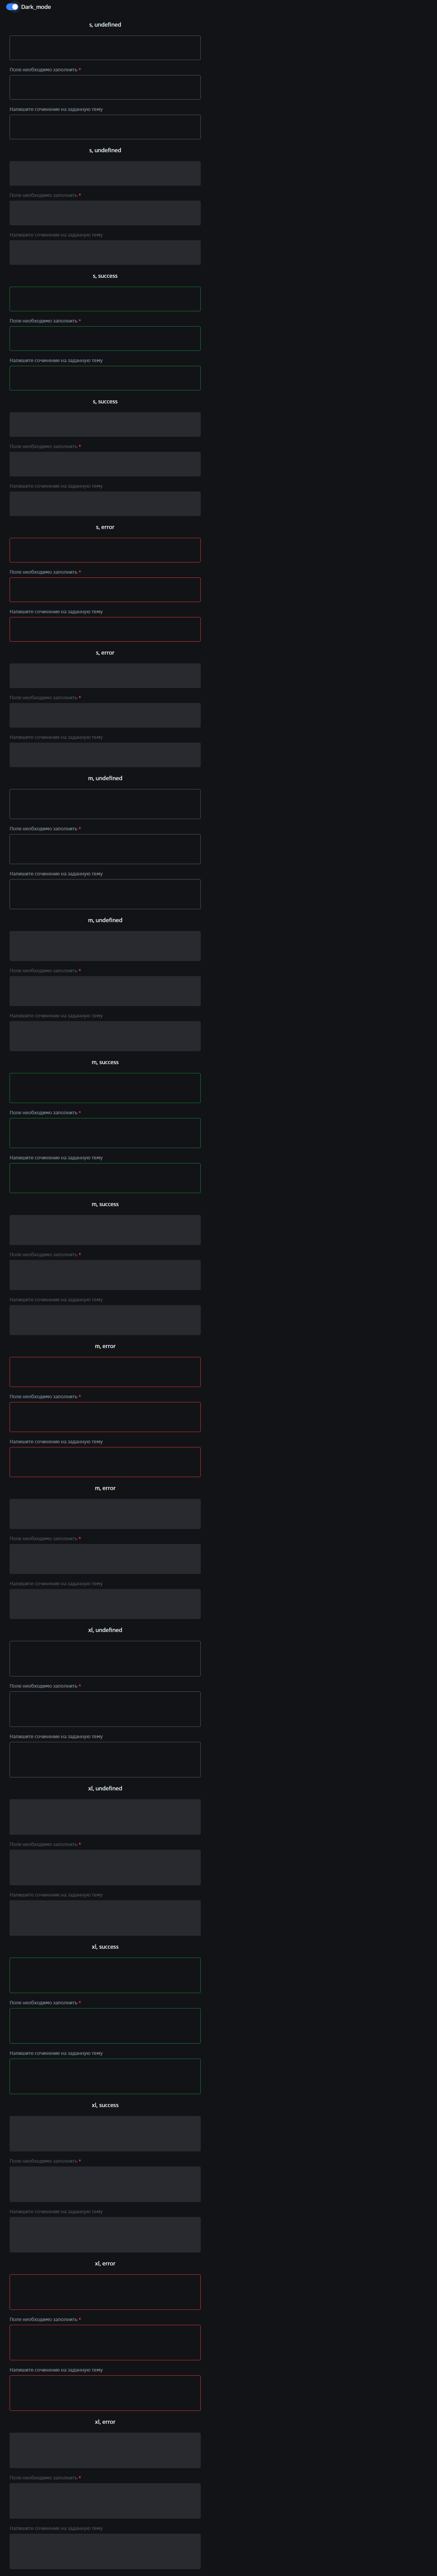 Dark_mode
s, undefined
Поле необходимо заполнить *
Напишите сочинение на заданную тему
s, undefined
Поле необходимо заполнить *
Напишите сочинение на заданную тему
s, success
Поле необходимо заполнить *
Напишите сочинение на заданную тему
s, success
Поле необходимо заполнить *
Напишите сочинение на заданную тему
s, error
Поле необходимо заполнить *
Напишите сочинение на заданную тему
s, error
Поле необходимо заполнить *
Напишите сочинение на заданную тему
m, undefined
Поле необходимо заполнить *
Напишите сочинение на заданную тему
m, undefined
Поле необходимо заполнить *
Напишите сочинение на заданную тему
m, success
Поле необходимо заполнить *
Напишите сочинение на заданную тему
m, success
Поле необходимо заполнить *
Напишите сочинение на заданную тему
m, error
Поле необходимо заполнить *
Напишите сочинение на заданную тему
m, error
Поле необходимо заполнить *
Напишите сочинение на заданную тему
xl, undefined
Поле необходимо заполнить *
Напишите сочинение на заданную тему
xl, undefined
Поле необходимо заполнить *
Напишите сочинение на заданную тему
xl, success
Поле необходимо заполнить *
Напишите сочинение на заданную тему
xl, success
Поле необходимо заполнить *
Напишите сочинение на заданную тему
xl, error
Поле необходимо заполнить *
Напишите сочинение на заданную тему
xl, error
Поле необходимо заполнить *
Напишите сочинение на заданную тему